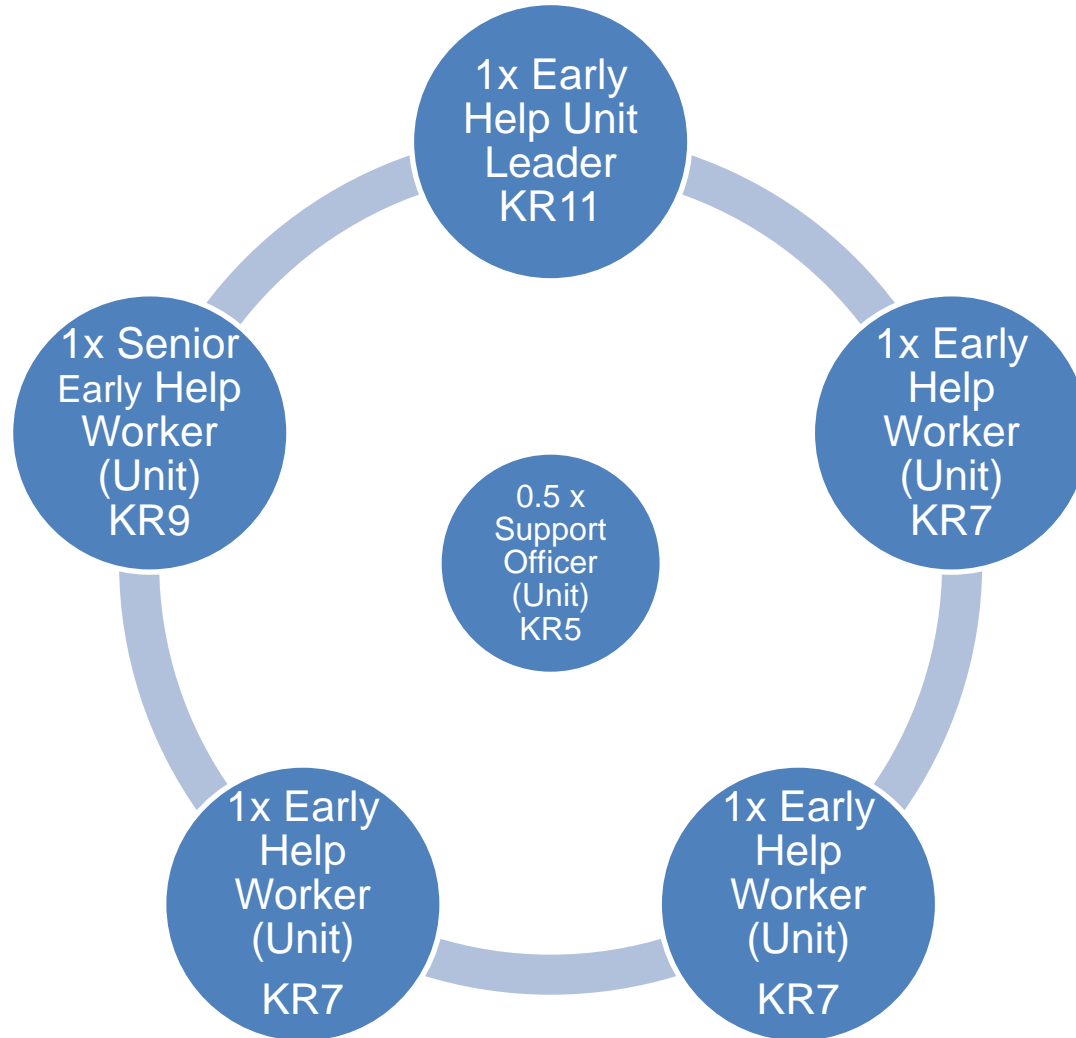 1x Early
Help Unit
Leader
KR11
1x Senior
Early Help
Worker
(Unit)
KR9
1x Early
Help
Worker
(Unit)
KR7
0.5 x
Support
Officer
(Unit)
KR5
1x Early
Help
Worker
(Unit)
KR7
1x Early
Help
Worker
(Unit)
KR7